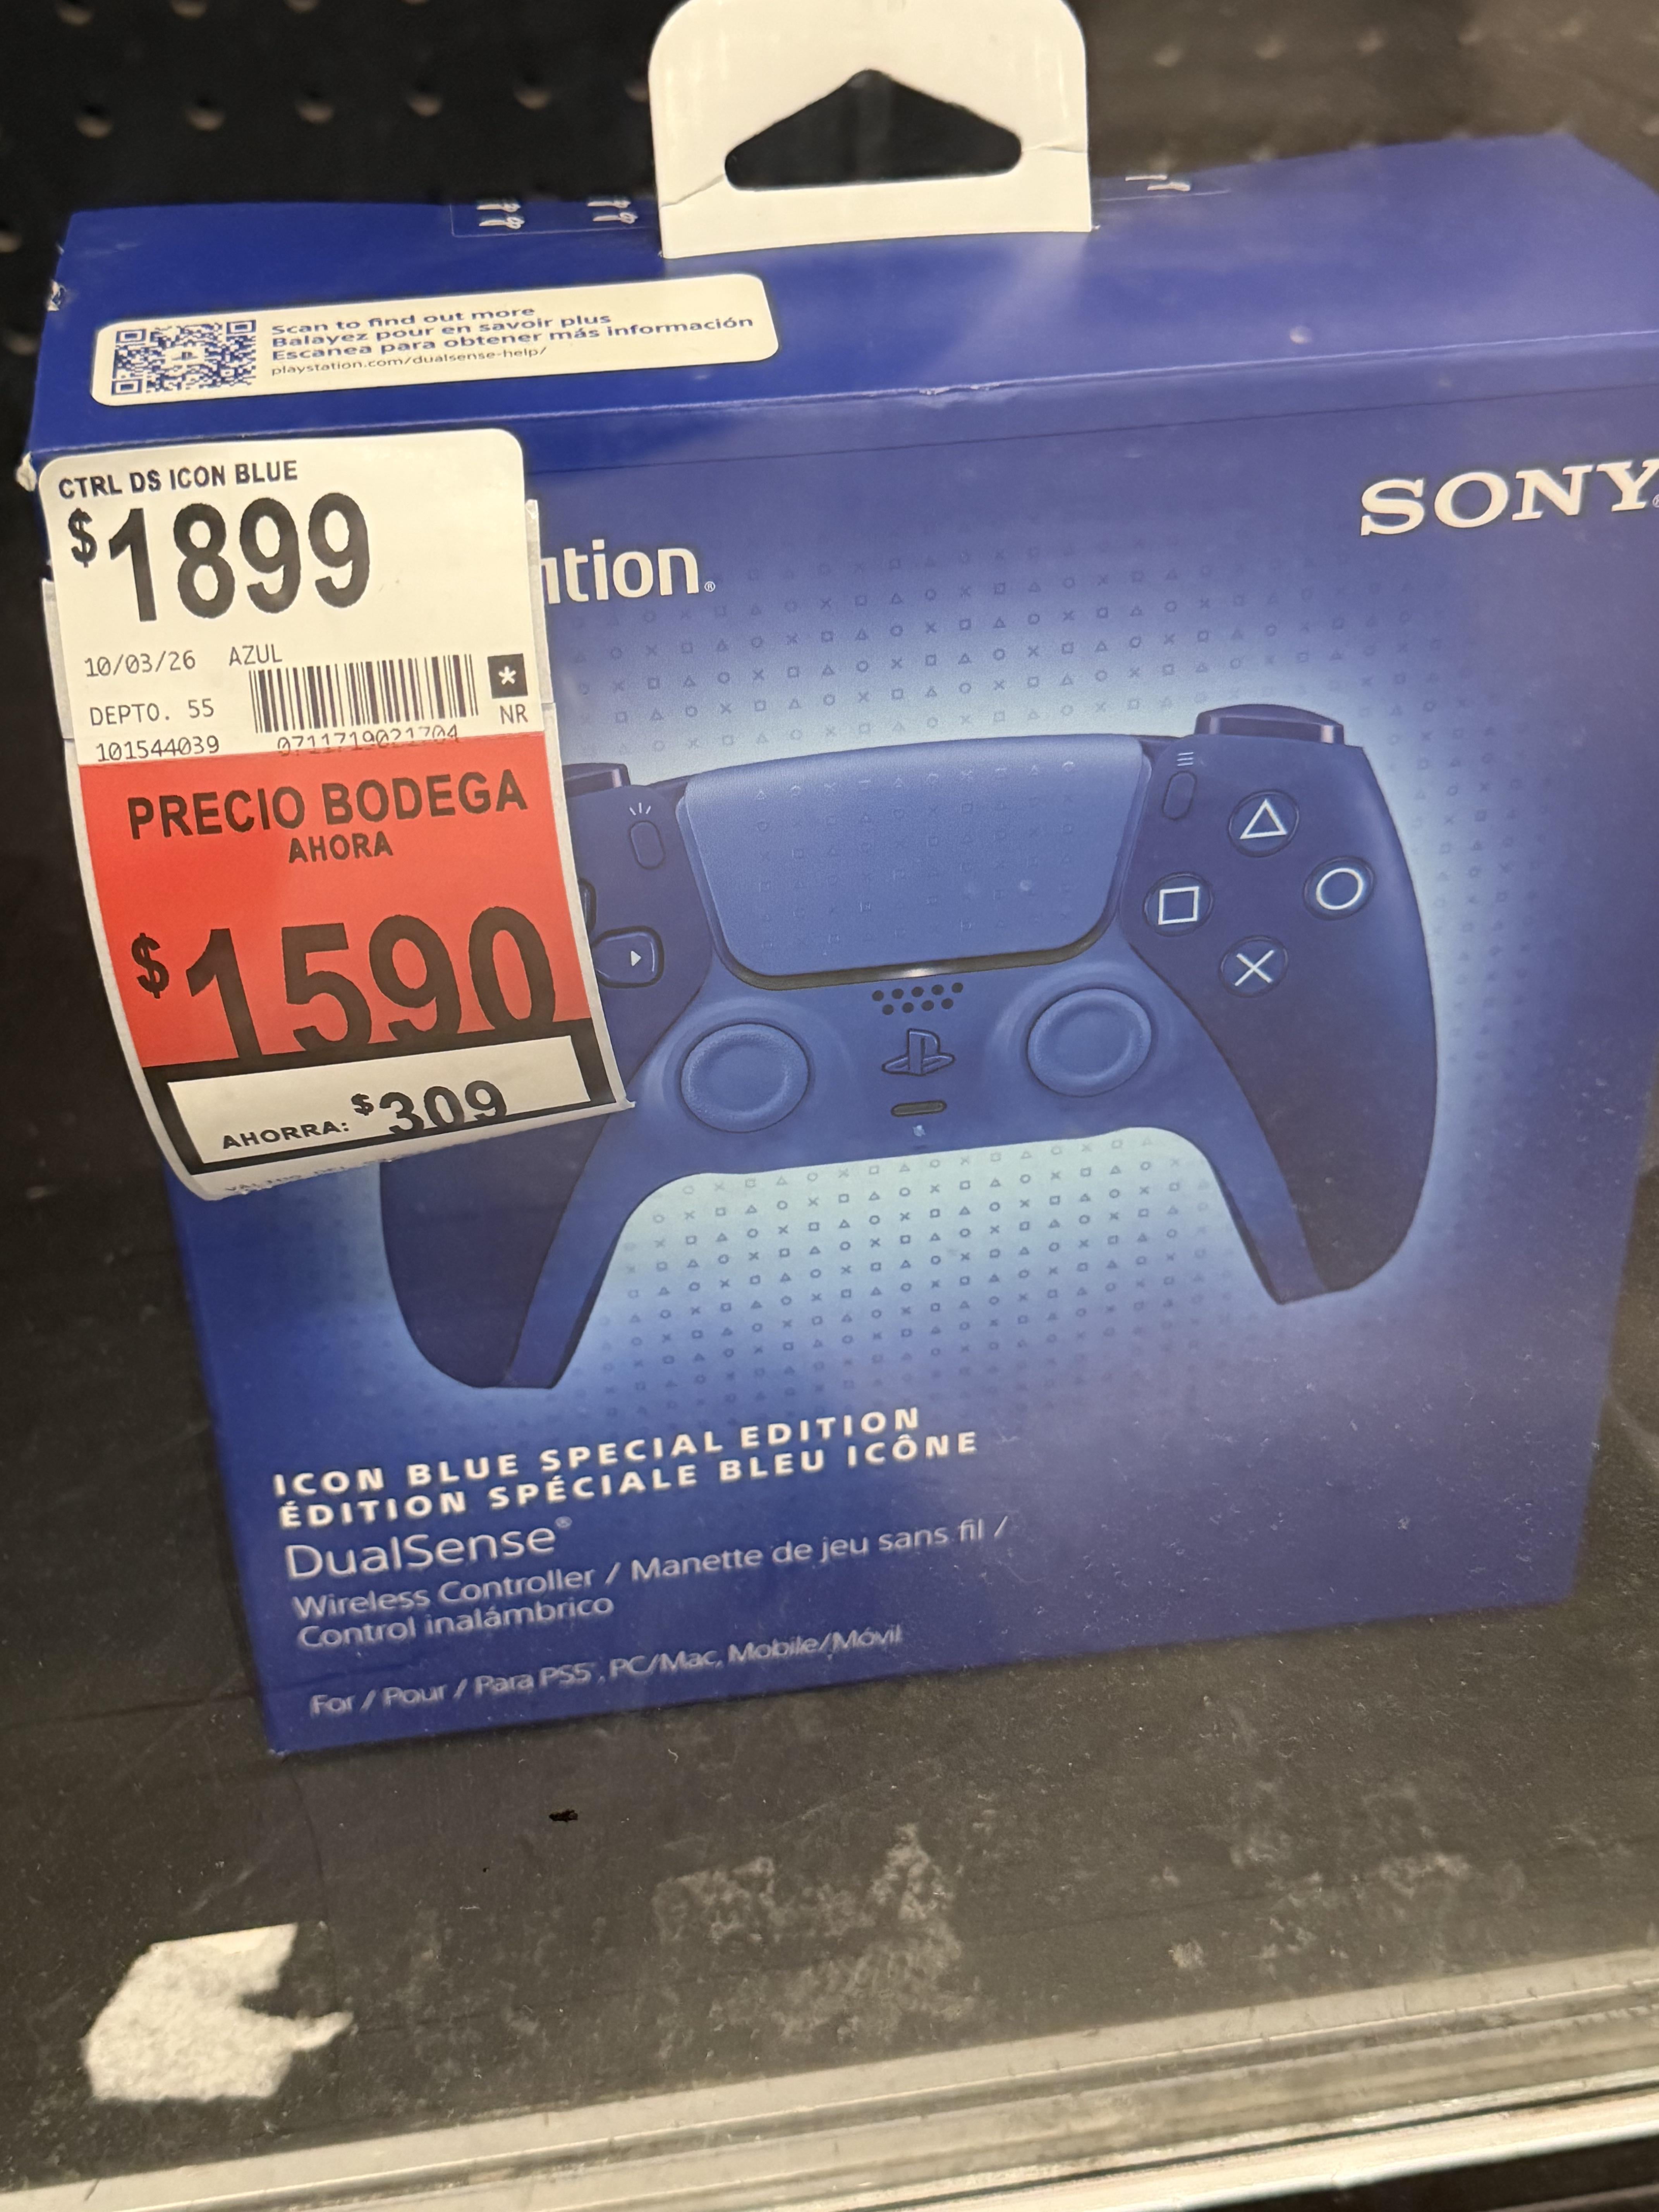 Scan to find out more
Balayez pour en savoir plus
Escanea para obtener más información
playstation.com/dualsense-help/
SONY
CTRL DS ICON BLUE
$1899
10/03/26 AZUL
DEPTO. 55
* NR
101544039 0711719021704
PRECIO BODEGA
AHORA
$1590
AHORRA: $309
ICON BLUE SPECIAL EDITION
ÉDITION SPÉCIALE BLEU ICÔNE
DualSense®
Wireless Controller / Manette de jeu sans fil /
Control inalámbrico
For / Pour / Para PS5®, PC/Mac, Mobile/Móvil